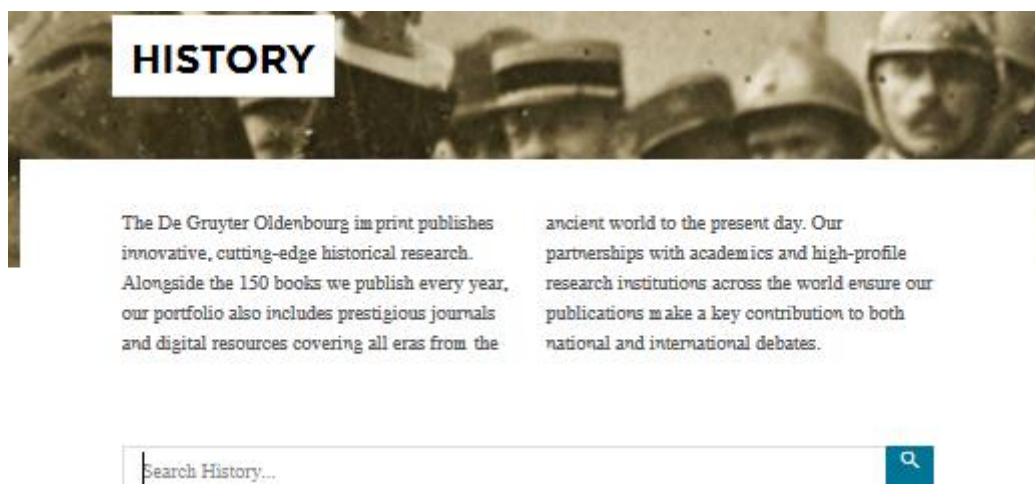 HISTORY
The De Gruyter Oldenbourg imprint publishes
innovative, cutting-edge historical research.
Alongside the 150 books we publish every year,
our portfolio also includes prestigious journals
and digital resources covering all eras from the
ancient world to the present day. Our
partnerships with academics and high-profile
research institutions across the world ensure our
publications make a key contribution to both
national and international debates.
Search History...